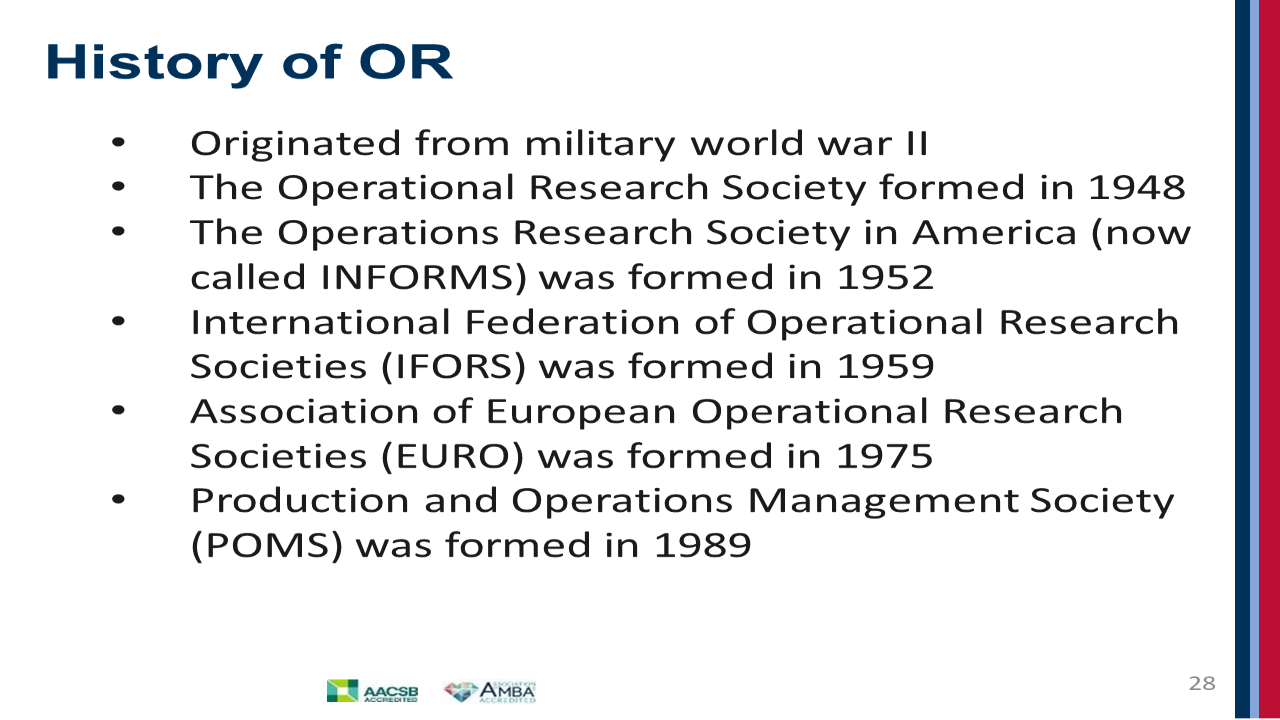 History of OR
• Originated from military world war II
• The Operational Research Society formed in 1948
• The Operations Research Society in America (now
called INFORMS) was formed in 1952
• International Federation of Operational Research
Societies (IFORS) was formed in 1959
• Association of European Operational Research
Societies (EURO) was formed in 1975
• Production and Operations Management Society
(POMS) was formed in 1989
AACSB
ACCREDITED
ASSOCIATION
AMBA
ACCREDITED
28